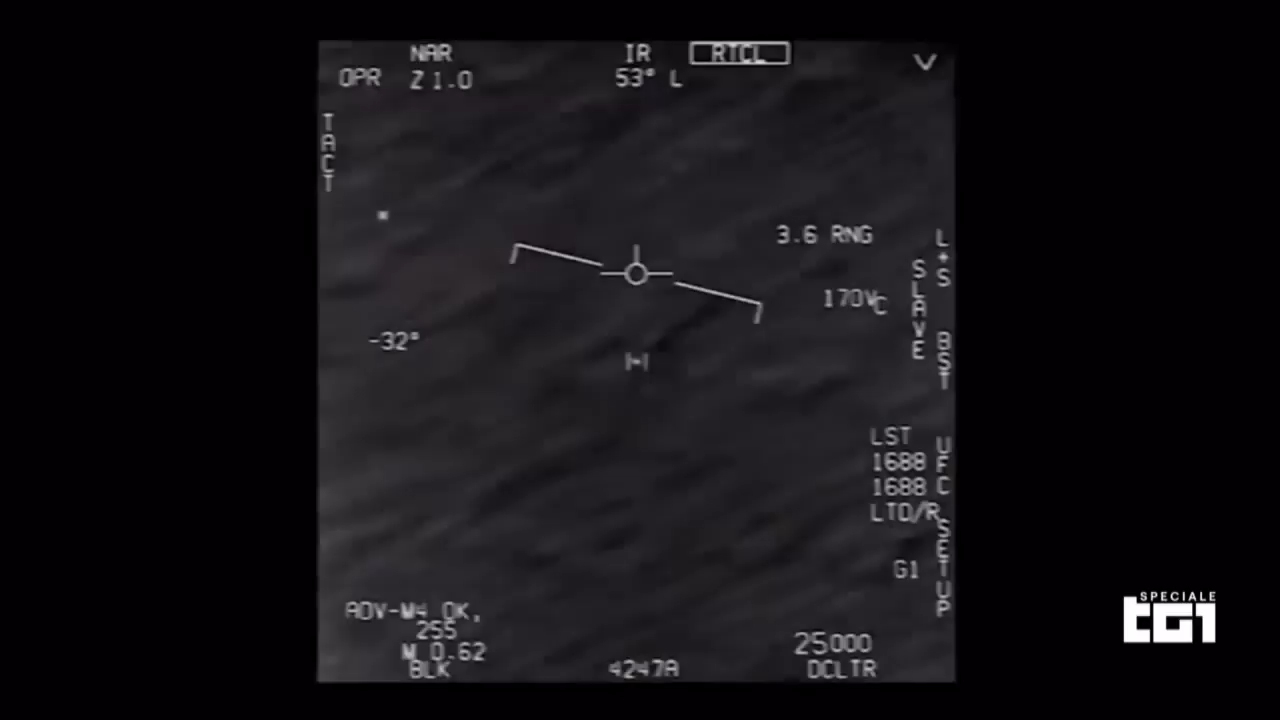 NAR IR RTCL
OPR Z 1.0 53° L
TACT
3.6 RNG
L+S
SLAVE
170Vc
-32°
BST
LST
1688
1688
UFC
LTD/R
SETUP
G1
ADV-M4 OK,
255
M 0.62
BLK
4247A
25000
DCLTR
SPECIALE
tG1